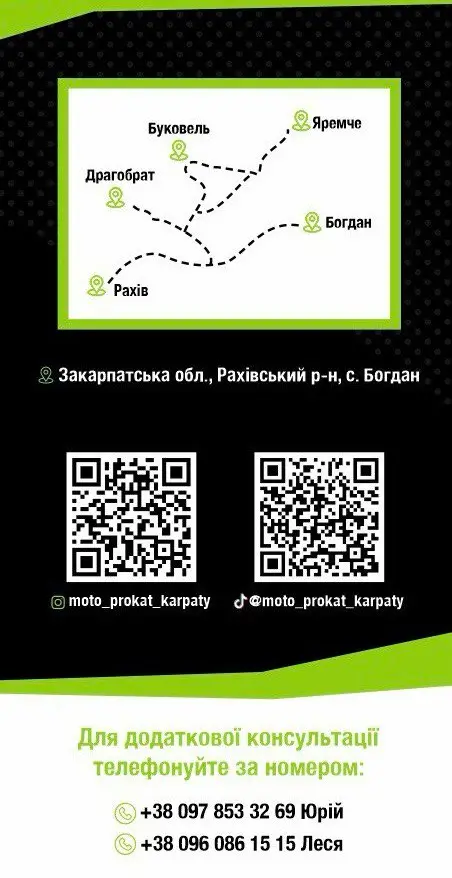 Яремче
Буковель
Драгобрат
Богдан
Рахів
Закарпатська обл., Рахівський р-н, с. Богдан
moto_prokat_karpaty
@moto_prokat_karpaty
Для додаткової консультації
телефонуйте за номером:
+38 097 853 32 69 Юрій
+38 096 086 15 15 Леся